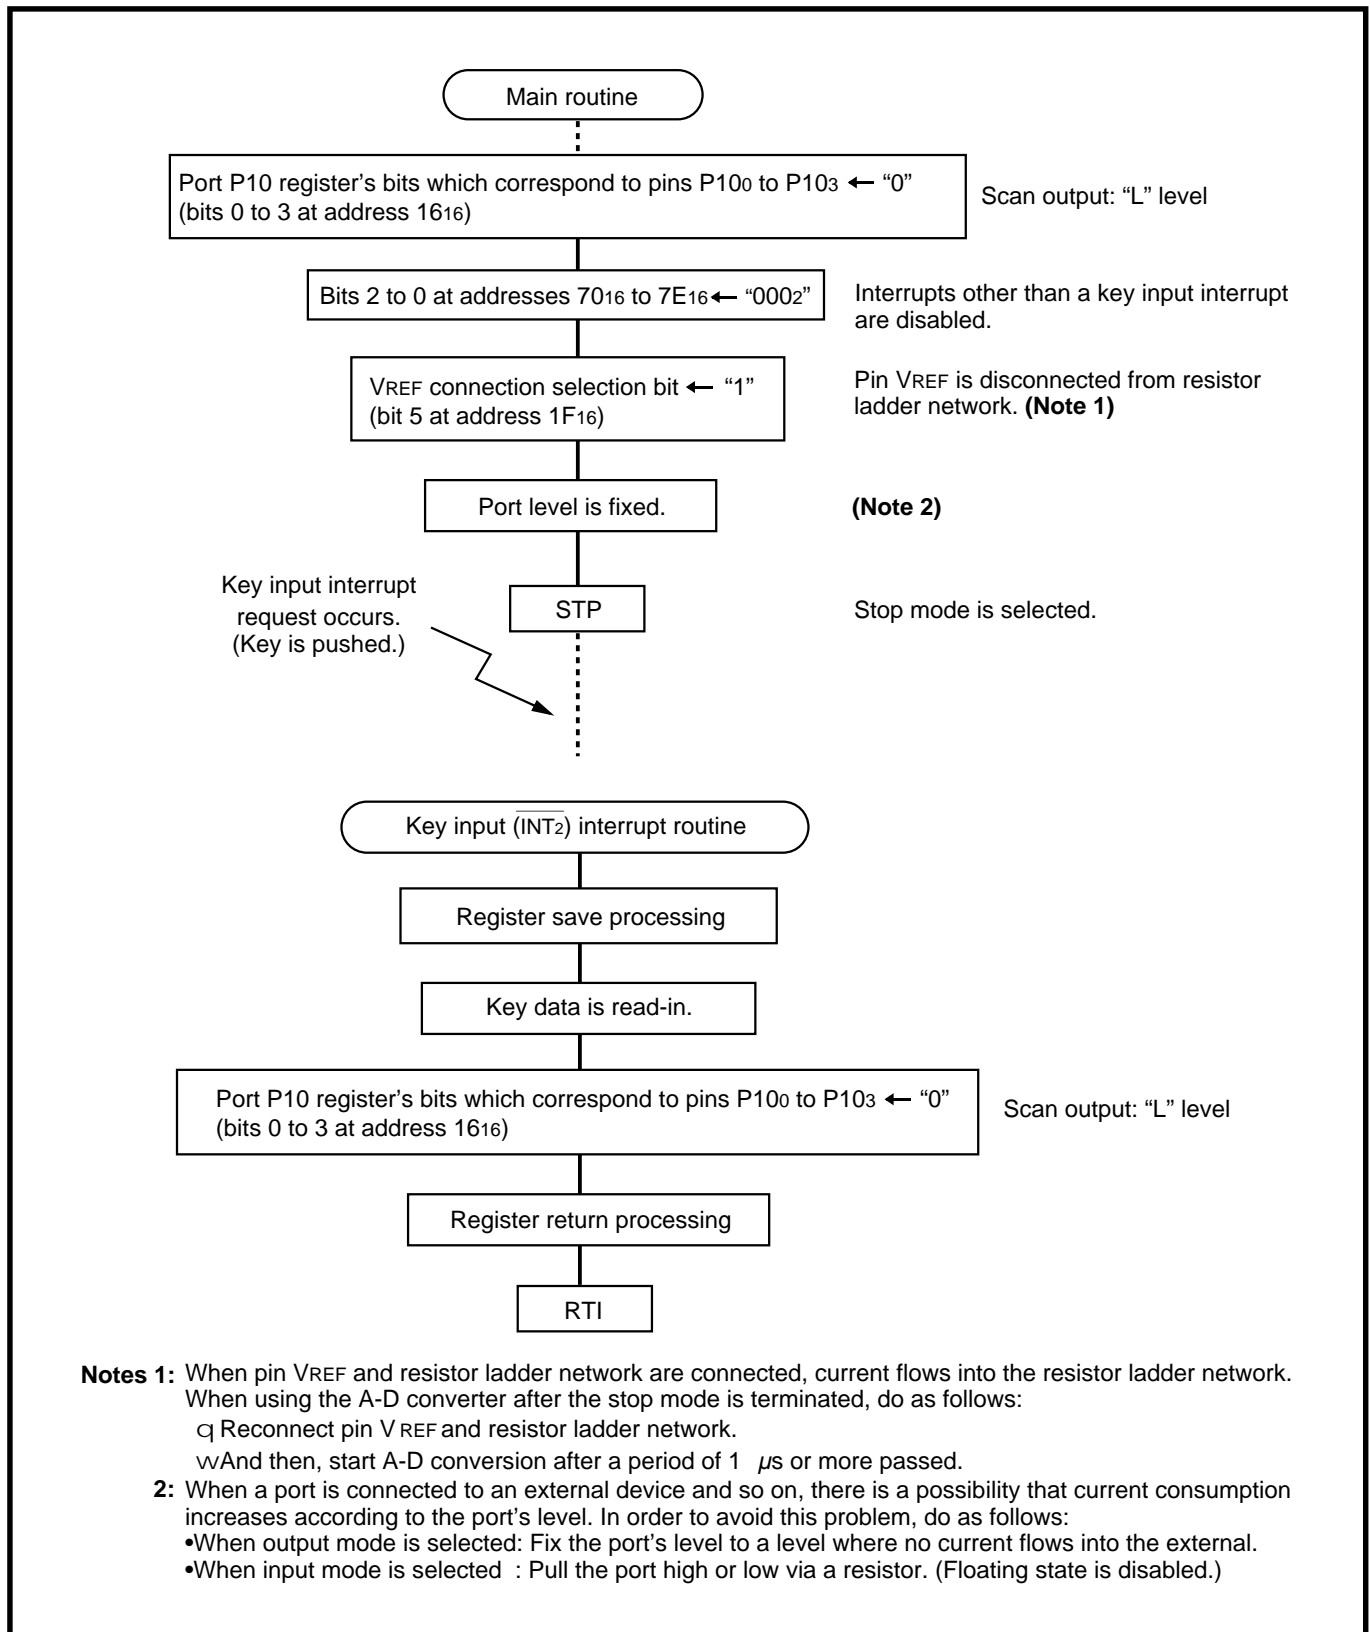 Main routine
Port P10 register's bits which correspond to pins P100 to P103 ← “0”
(bits 0 to 3 at address 1616)
Scan output: “L” level
Bits 2 to 0 at addresses 7016 to 7E16 ← “0002”
Interrupts other than a key input interrupt
are disabled.
VREF connection selection bit ← “1”
(bit 5 at address 1F16)
Pin VREF is disconnected from resistor
ladder network. (Note 1)
Port level is fixed.
(Note 2)
Key input interrupt
request occurs.
(Key is pushed.)
STP
Stop mode is selected.
Key input (INT2) interrupt routine
Register save processing
Key data is read-in.
Port P10 register's bits which correspond to pins P100 to P103 ← “0”
(bits 0 to 3 at address 1616)
Scan output: “L” level
Register return processing
RTI
Notes 1: When pin VREF and resistor ladder network are connected, current flows into the resistor ladder network.
When using the A-D converter after the stop mode is terminated, do as follows:
q Reconnect pin VREF and resistor ladder network.
w And then, start A-D conversion after a period of 1 µs or more passed.
2: When a port is connected to an external device and so on, there is a possibility that current consumption
increases according to the port's level. In order to avoid this problem, do as follows:
•When output mode is selected: Fix the port's level to a level where no current flows into the external.
•When input mode is selected : Pull the port high or low via a resistor. (Floating state is disabled.)